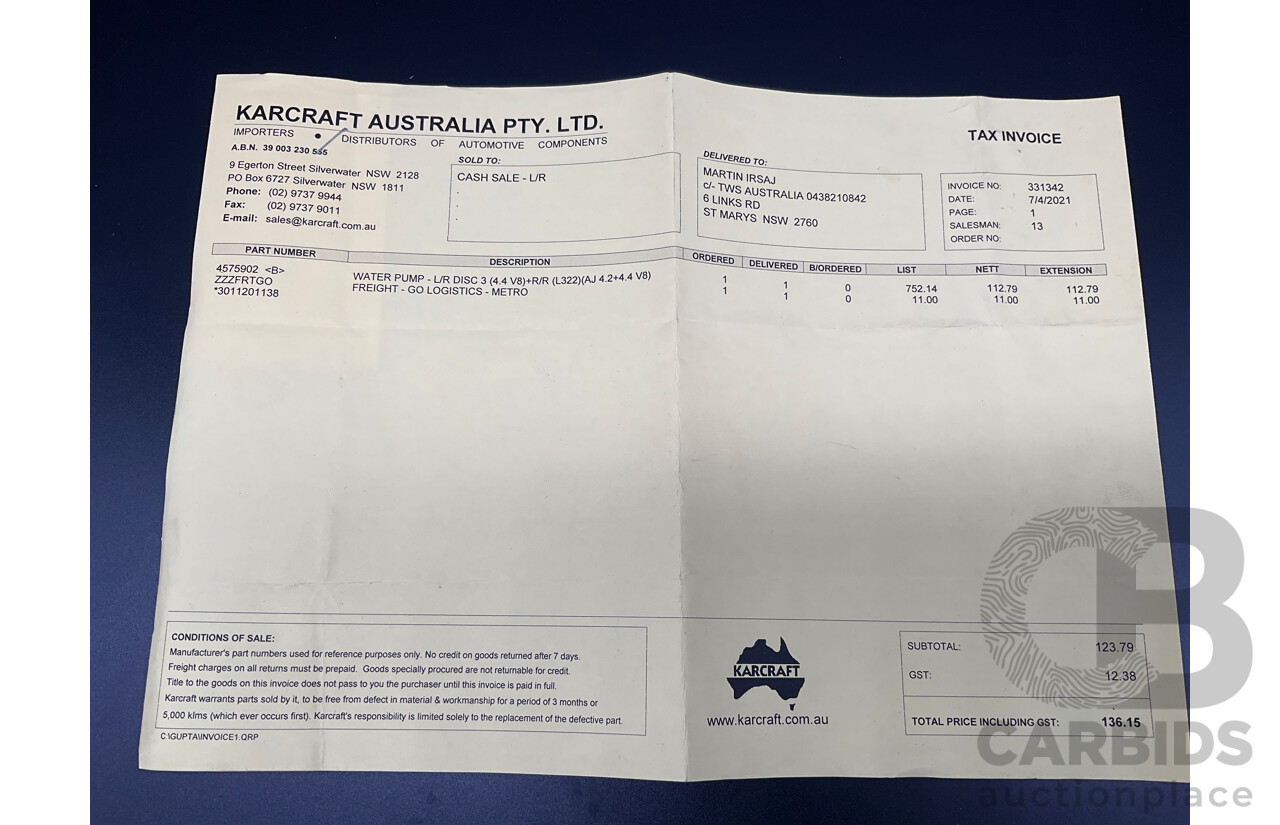 KARCRAFT AUSTRALIA PTY. LTD.
IMPORTERS • DISTRIBUTORS OF AUTOMOTIVE COMPONENTS
A.B.N. 39 003 230 535
9 Egerton Street Silverwater NSW 2128
PO Box 6727 Silverwater NSW 1811
Phone: (02) 9737 9944
Fax: (02) 9737 9011
E-mail: sales@karcraft.com.au
SOLD TO:
CASH SALE - L/R
DELIVERED TO:
MARTIN IRSAJ
c/- TWS AUSTRALIA 0438210842
6 LINKS RD
ST MARYS NSW 2760
TAX INVOICE
INVOICE NO: 331342
DATE: 7/4/2021
PAGE: 1
SALESMAN: 13
ORDER NO:
PART NUMBER DESCRIPTION ORDERED DELIVERED B/ORDERED LIST NETT EXTENSION
4575902 <B> WATER PUMP - L/R DISC 3 (4.4 V8)+R/R (L322)(AJ 4.2+4.4 V8) 1 1 0 752.14 112.79 112.79
ZZZFRTGO FREIGHT - GO LOGISTICS - METRO 1 1 0 11.00 11.00 11.00
*3011201138
CONDITIONS OF SALE:
Manufacturer's part numbers used for reference purposes only. No credit on goods returned after 7 days.
Freight charges on all returns must be prepaid. Goods specially procured are not returnable for credit.
Title to the goods on this invoice does not pass to you the purchaser until this invoice is paid in full.
Karcraft warrants parts sold by it, to be free from defect in material & workmanship for a period of 3 months or
5,000 klms (which ever occurs first). Karcraft's responsibility is limited solely to the replacement of the defective part.
C:\GUPTA\INVOICE1.QRP
KARCRAFT
www.karcraft.com.au
SUBTOTAL: 123.79
GST: 12.38
TOTAL PRICE INCLUDING GST: 136.15
CARBIDS
auctionplace